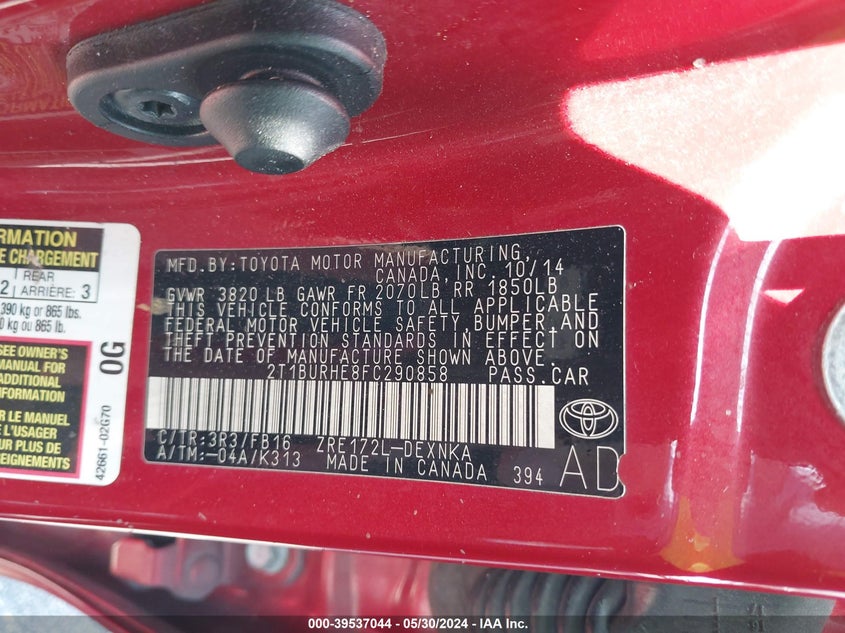 MFD.BY:TOYOTA MOTOR MANUFACTURING,
CANADA, INC. 10/14
GVWR 3820 LB GAWR FR 2070LB RR 1850LB
THIS VEHICLE CONFORMS TO ALL APPLICABLE
FEDERAL MOTOR VEHICLE SAFETY,BUMPER,AND
THEFT PREVENTION STANDARDS IN EFFECT ON
THE DATE OF MANUFACTURE SHOWN ABOVE.
2T1BURHE8FC290858 PASS.CAR
C/TR:3R3/FB16 ZRE172L-DEXNKA
A/TM:-04A/K313 MADE IN CANADA 394
AD
RMATION
E CHARGEMENT
2 REAR
ARRIÈRE: 3
390 kg or 865 lbs.
0 kg ou 865 lb.
SEE OWNER'S
MANUAL FOR
ADDITIONAL
INFORMATION
R LE MANUEL
L'USAGER
R PLUS DE
SEIGNEMENTS
0G
42661-02G70
000-39537044 - 05/30/2024 - IAA Inc.